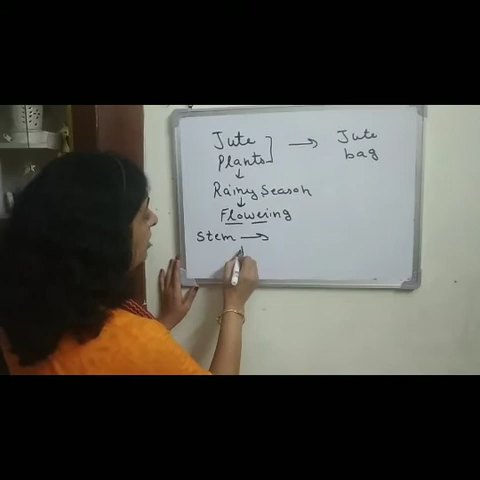 Jute
Plants → Jute bag
↓
Rainy Season
↓
Flowering
Stem →